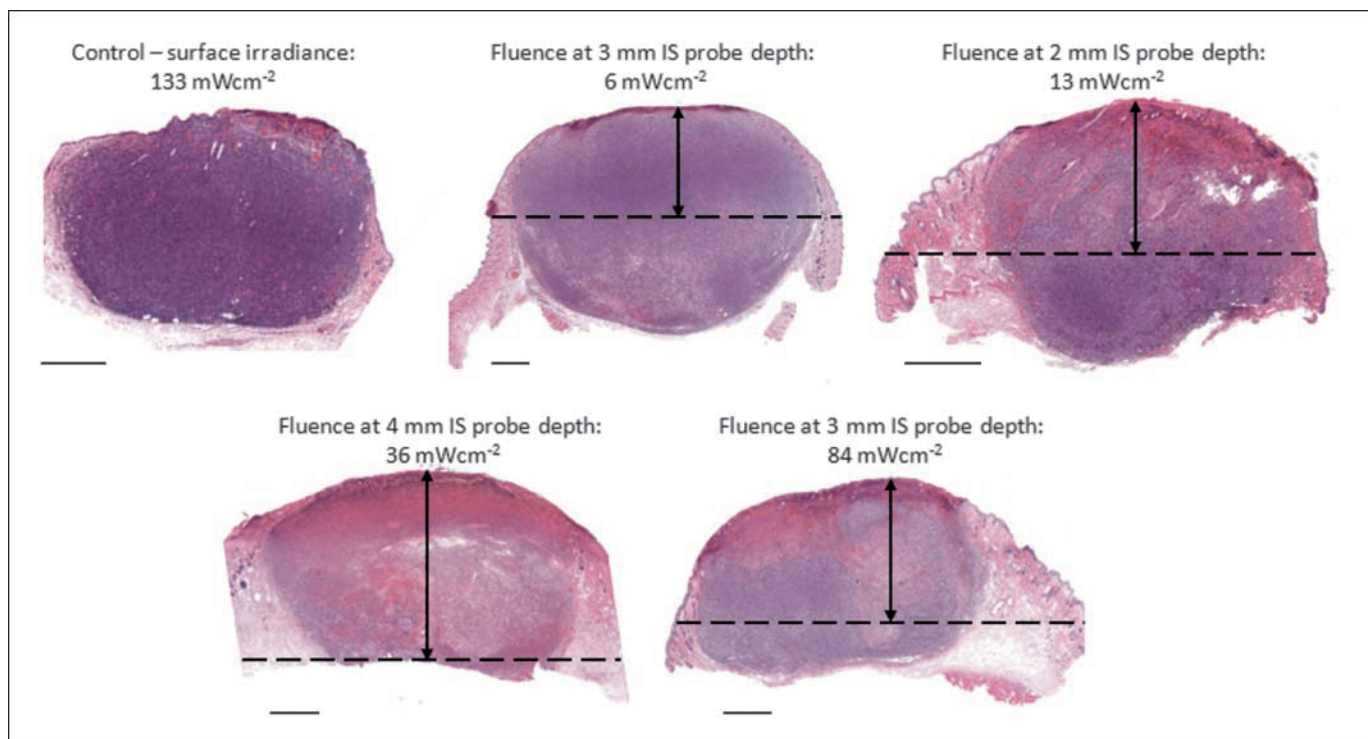 Control – surface irradiance:
133 mWcm⁻²
Fluence at 3 mm IS probe depth:
6 mWcm⁻²
Fluence at 2 mm IS probe depth:
13 mWcm⁻²
Fluence at 4 mm IS probe depth:
36 mWcm⁻²
Fluence at 3 mm IS probe depth:
84 mWcm⁻²